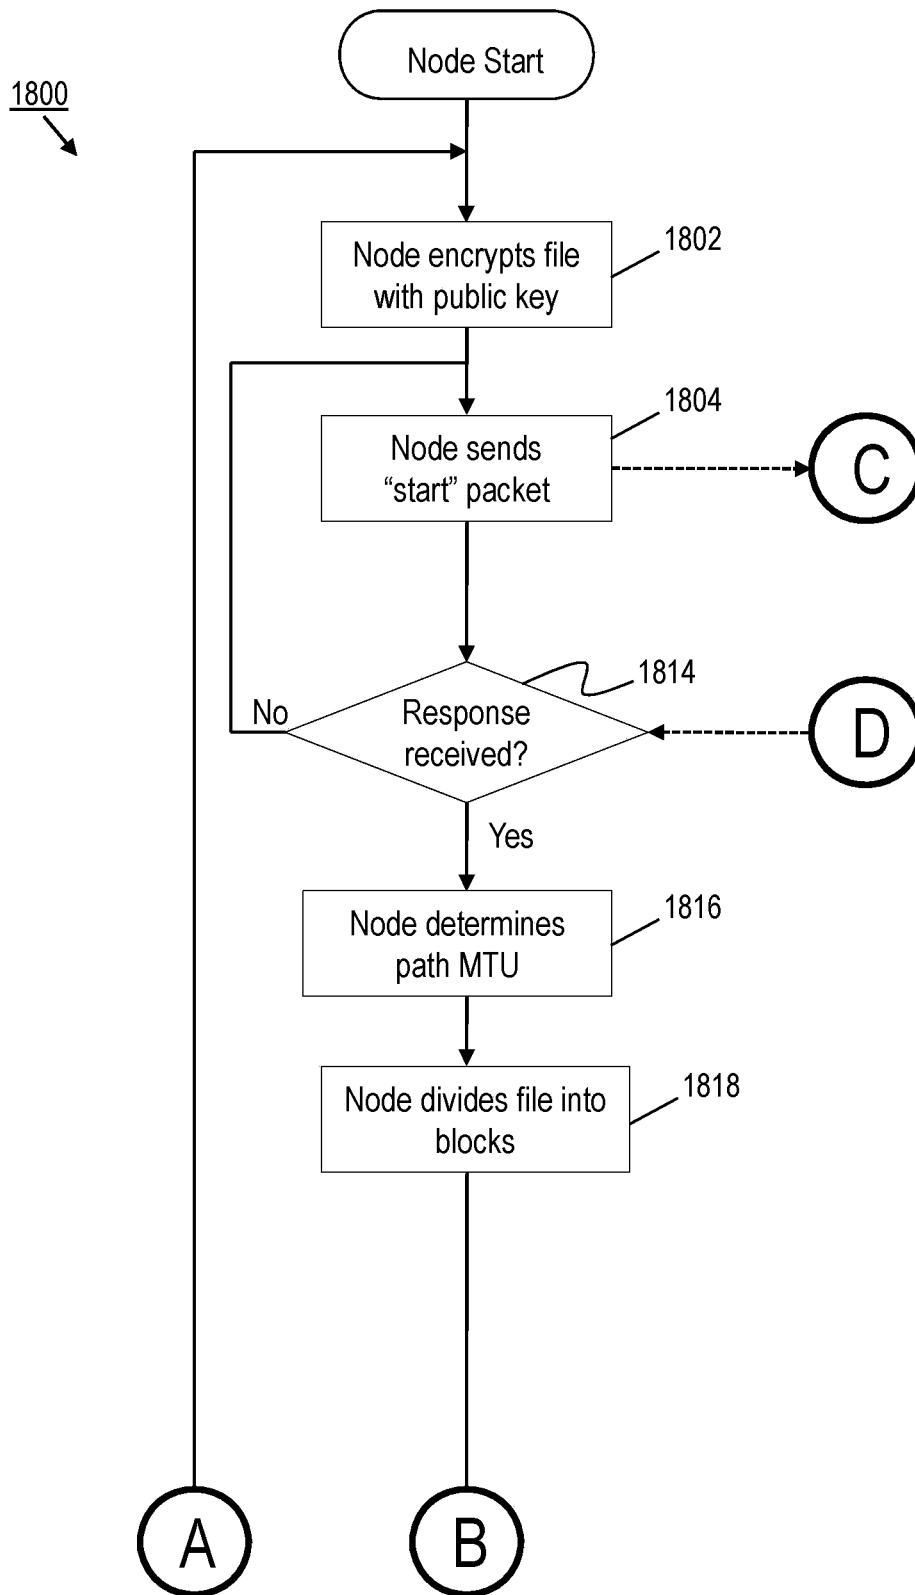 Node Start
1800
Node encrypts file
with public key
1802
Node sends
“start” packet
1804
C
Response
received?
1814
No
D
Yes
Node determines
path MTU
1816
Node divides file into
blocks
1818
A
B